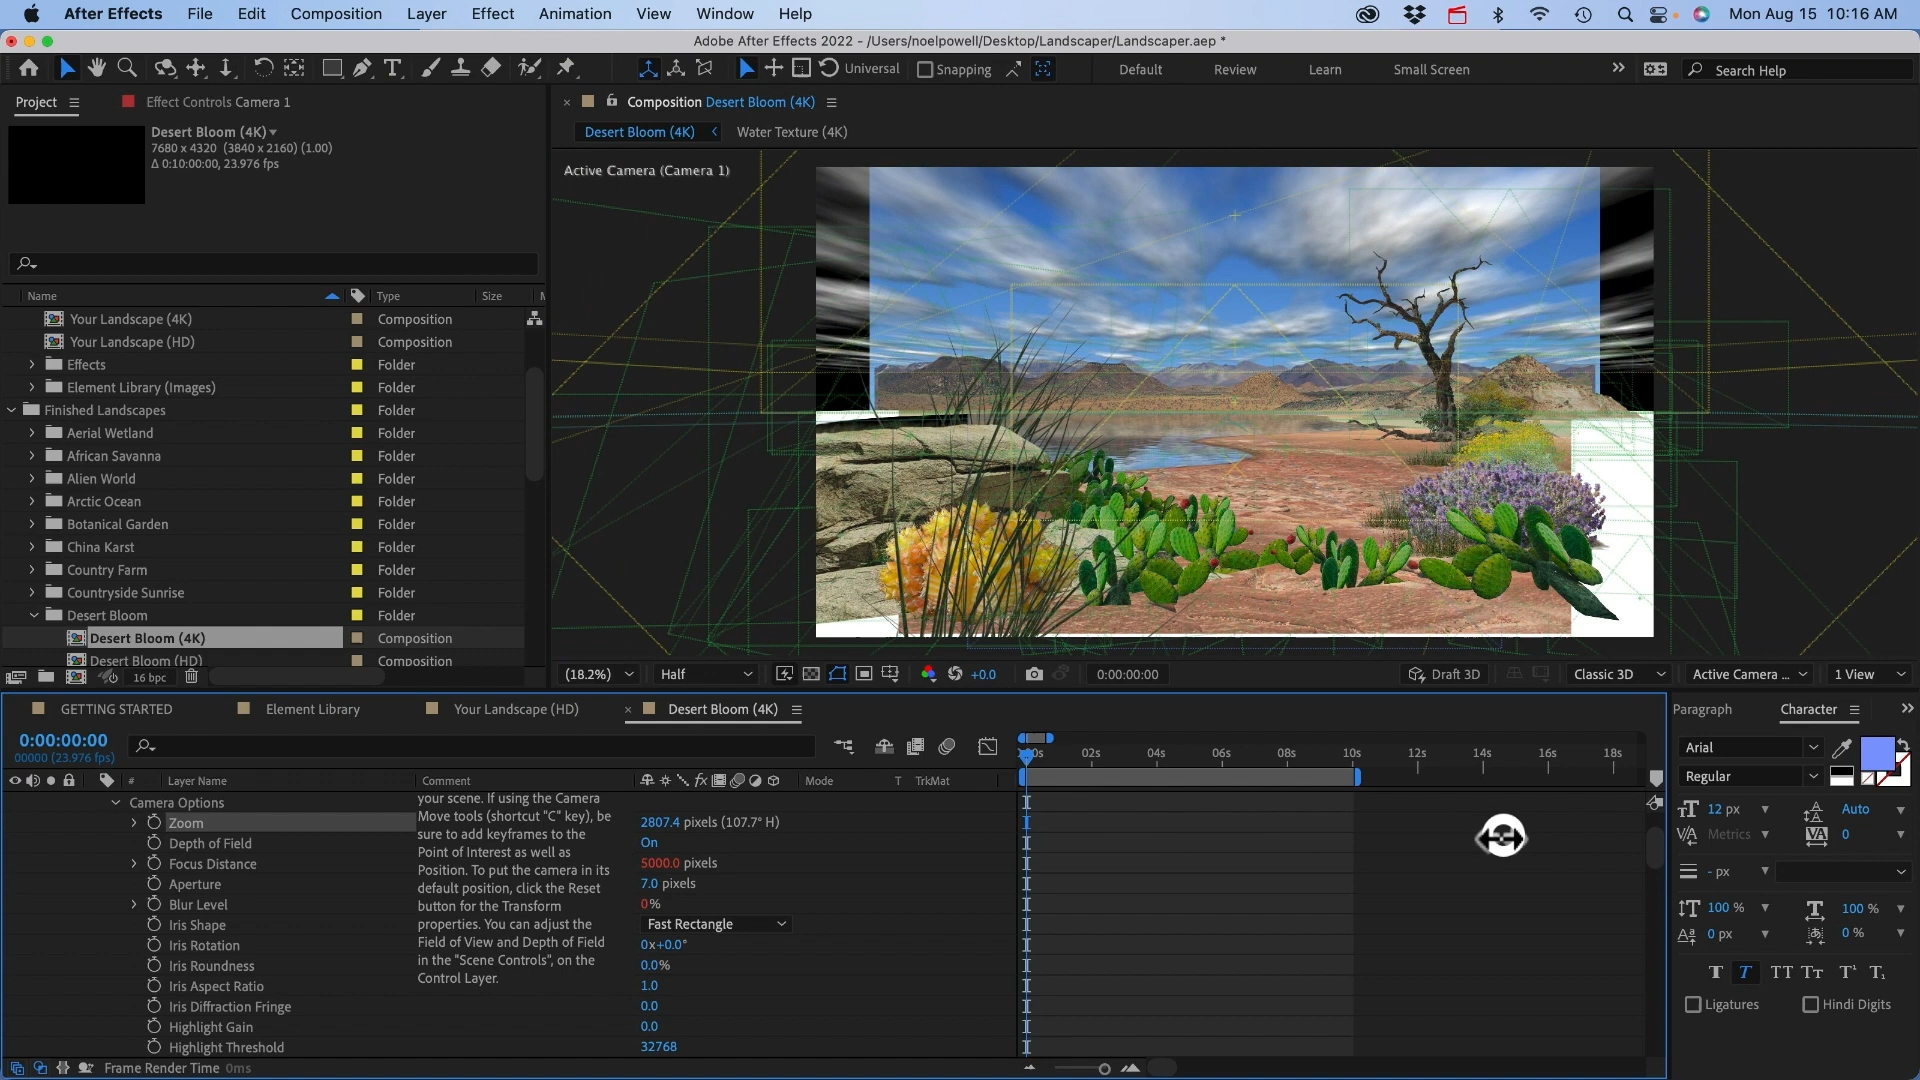 After Effects File Edit Composition Layer Effect Animation View Window Help Mon Aug 15 10:16 AM
Adobe After Effects 2022 - /Users/noelpowell/Desktop/Landscaper/Landscaper.aep *
Universal Snapping Default Review Learn Small Screen Search Help
Project Effect Controls Camera 1 Composition Desert Bloom (4K)
Desert Bloom (4K)
7680 x 4320 (3840 x 2160) (1.00)
Δ 0:10:00:00, 23.976 fps
Desert Bloom (4K) Water Texture (4K)
Active Camera (Camera 1)
Name Type Size
Your Landscape (4K) Composition
Your Landscape (HD) Composition
Effects Folder
Element Library (Images) Folder
Finished Landscapes Folder
Aerial Wetland Folder
African Savanna Folder
Alien World Folder
Arctic Ocean Folder
Botanical Garden Folder
China Karst Folder
Country Farm Folder
Countryside Sunrise Folder
Desert Bloom Folder
Desert Bloom (4K) Composition
Desert Bloom (HD) Composition
16 bpc
(18.2%) Half +0.0 0:00:00:00 Draft 3D Classic 3D Active Camera ... 1 View
GETTING STARTED Element Library Your Landscape (HD) Desert Bloom (4K)
0:00:00:00
00000 (23.976 fps)
02s 04s 06s 08s 10s 12s 14s 16s 18s
# Layer Name Comment Mode T TrkMat
Camera Options
Zoom 2807.4 pixels (107.7° H)
Depth of Field On
Focus Distance 5000.0 pixels
Aperture 7.0 pixels
Blur Level 0%
Iris Shape Fast Rectangle
Iris Rotation 0x+0.0°
Iris Roundness 0.0%
Iris Aspect Ratio 1.0
Iris Diffraction Fringe 0.0
Highlight Gain 0.0
Highlight Threshold 32768
your scene. If using the Camera
Move tools (shortcut "C" key), be
sure to add keyframes to the
Point of Interest as well as
Position. To put the camera in its
default position, click the Reset
button for the Transform
properties. You can adjust the
Field of View and Depth of Field
in the "Scene Controls", on the
Control Layer.
Frame Render Time 0ms
Paragraph Character
Arial
Regular
12 px Auto
Metrics 0
- px
100 % 100 %
0 px 0 %
T T TT Tт T¹ T₁
Ligatures Hindi Digits